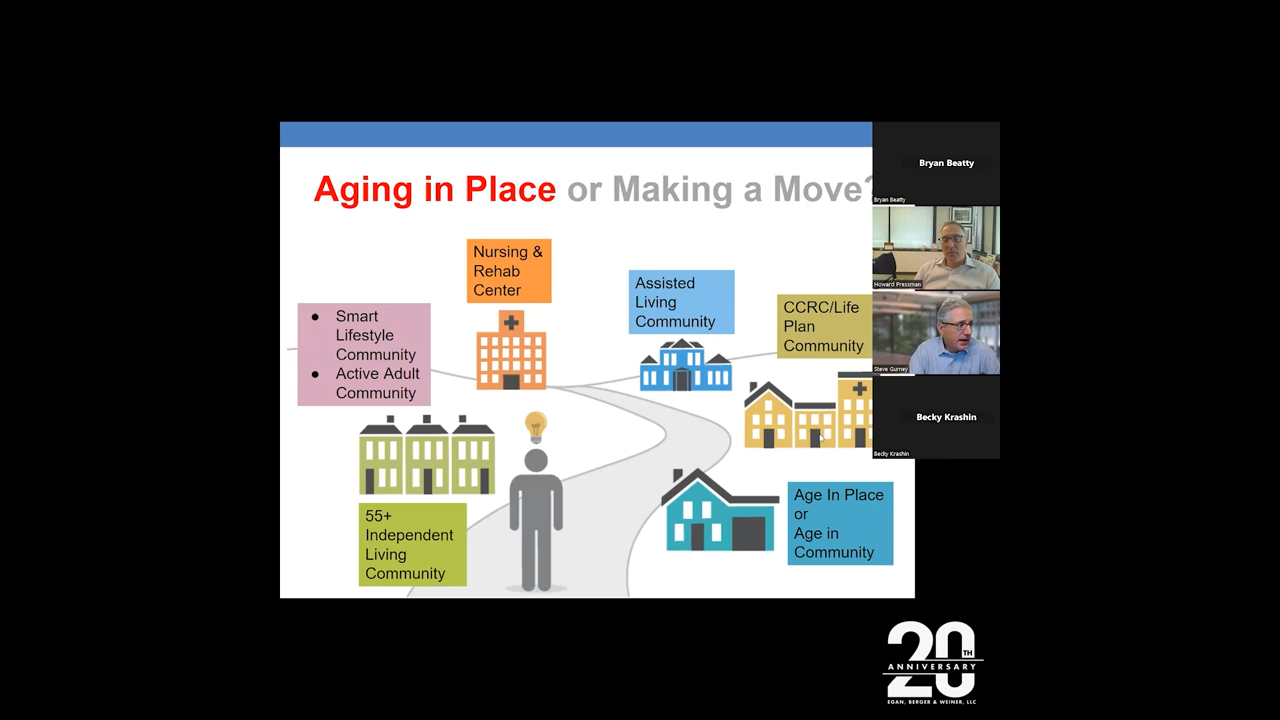 Aging in Place or Making a Move?
Nursing &
Rehab
Center
Assisted
Living
Community
CCRC/Life
Plan
Community
● Smart
Lifestyle
Community
● Active Adult
Community
55+
Independent
Living
Community
Age In Place
or
Age in
Community
Bryan Beatty
Bryan Beatty
Howard Pressman
Steve Gurney
Becky Krashin
Becky Krashin
20TH
ANNIVERSARY
EGAN, BERGER & WEINER, LLC